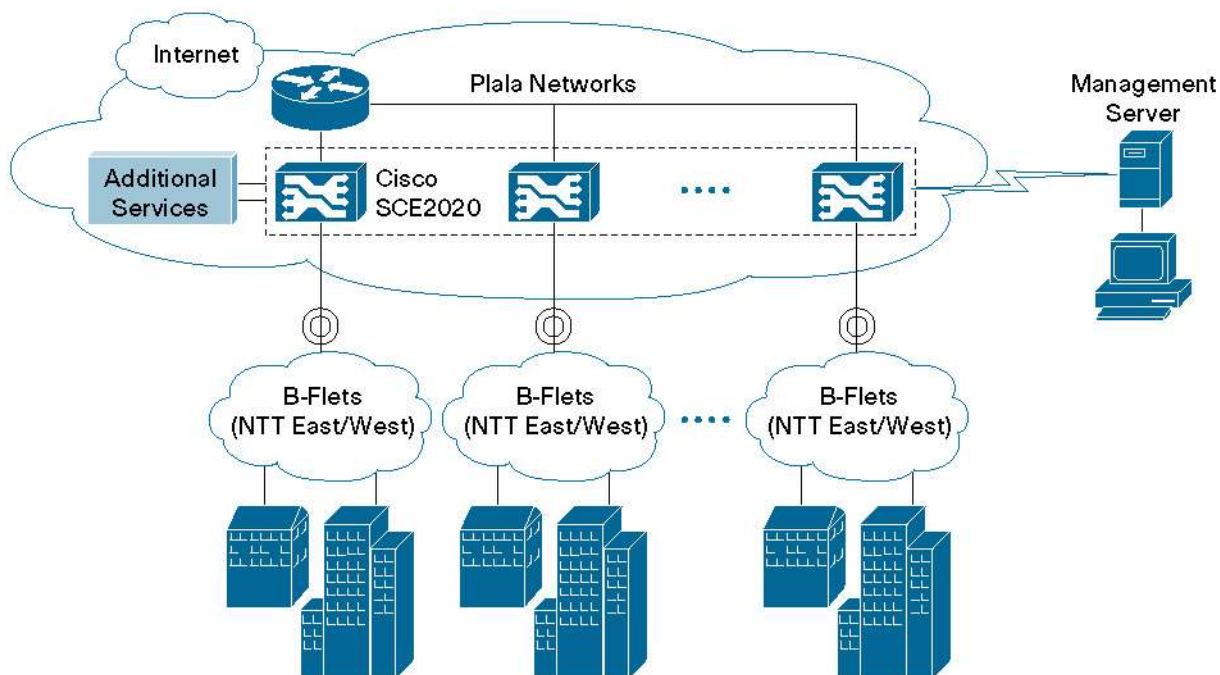 Internet
Plala Networks
Management
Server
Additional
Services
Cisco
SCE2020
B-Flets
(NTT East/West)
B-Flets
(NTT East/West)
B-Flets
(NTT East/West)